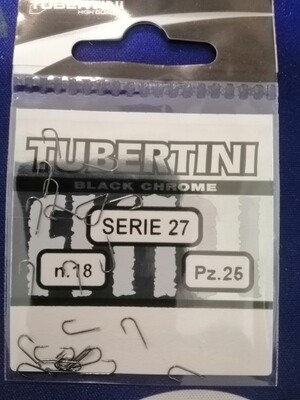 TUBERTINI
TUBERTINI
BLACK CHROME
SERIE 27
n.18
Pz.25